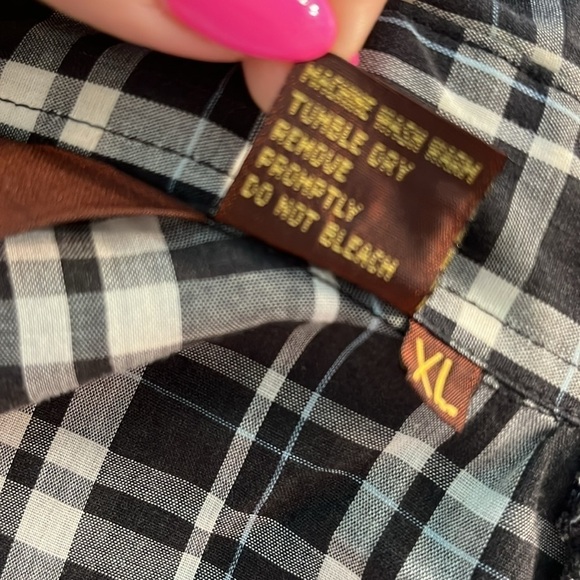 MACHINE WASH WARM
TUMBLE DRY
REMOVE
PROMPTLY
DO NOT BLEACH
XL